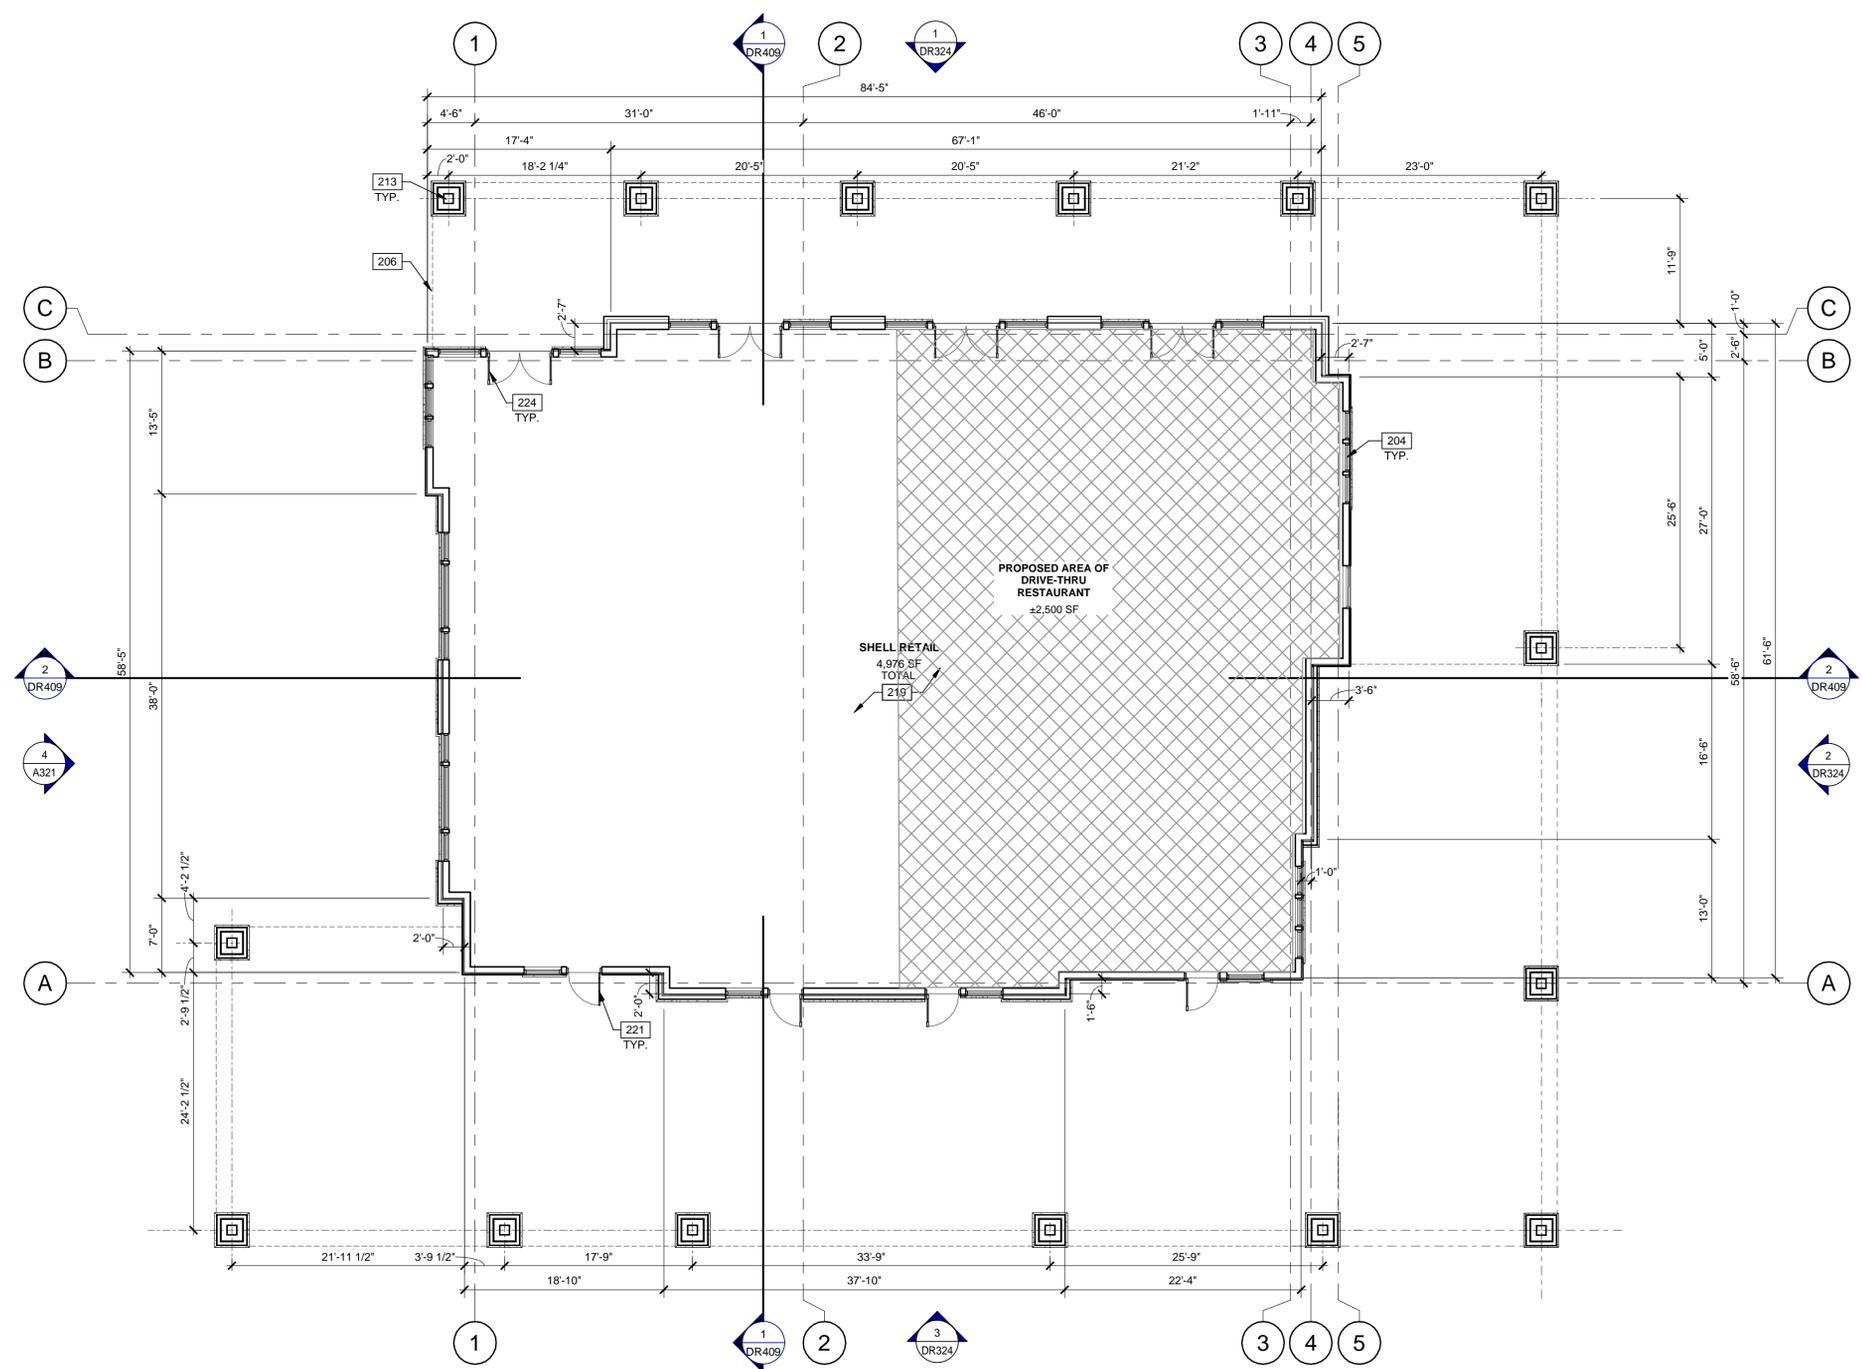 1
1
DR409
2
1
DR324
3
4
5
84'-5"
4'-6"
31'-0"
46'-0"
1'-11"
17'-4"
67'-1"
2'-0"
18'-2 1/4"
20'-5"
20'-5"
21'-2"
23'-0"
213
TYP.
206
11'-9"
C
2'-7"
1'-0"
C
B
5'-0"
2'-6"
2'-7"
B
224
TYP.
13'-5"
204
TYP.
25'-6"
27'-0"
PROPOSED AREA OF
DRIVE-THRU
RESTAURANT
±2,500 SF
SHELL RETAIL
4,976 SF
TOTAL
219
2
DR409
58'-5"
38'-0"
3'-6"
58'-6"
61'-6"
2
DR409
4
A321
16'-6"
2
DR324
4'-2 1/2"
1'-0"
7'-0"
2'-0"
13'-0"
A
2'-9 1/2"
2'-0"
1'-6"
A
221
TYP.
24'-2 1/2"
21'-11 1/2"
3'-9 1/2"
17'-9"
33'-9"
25'-9"
18'-10"
37'-10"
22'-4"
1
1
DR409
2
3
DR324
3
4
5